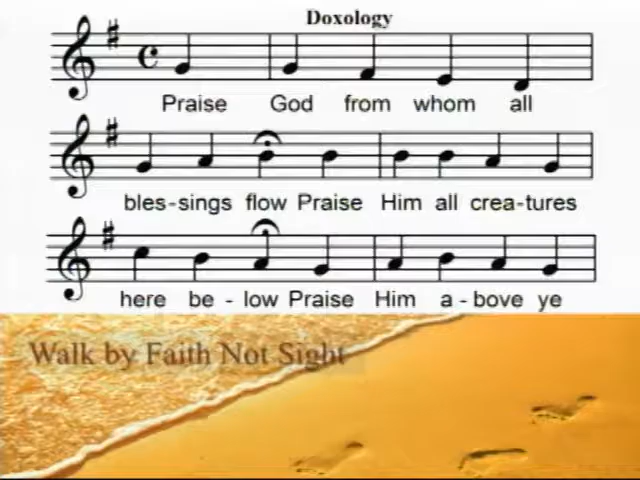 Doxology
Praise God from whom all
bles-sings flow Praise Him all crea-tures
here be - low Praise Him a - bove ye
Walk by Faith Not Sight